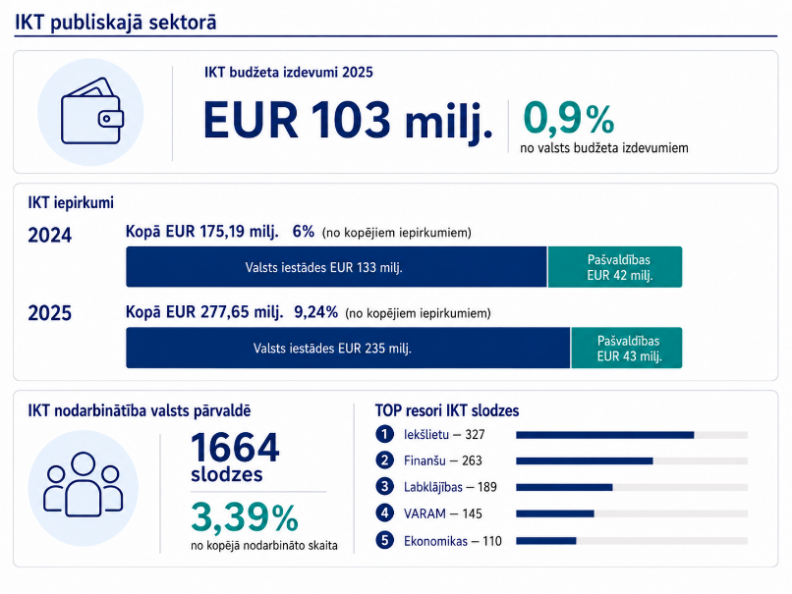 IKT publiskajā sektorā
IKT budžeta izdevumi 2025
EUR 103 milj.
0,9%
no valsts budžeta izdevumiem
IKT iepirkumi
2024
Kopā EUR 175,19 milj. 6% (no kopējiem iepirkumiem)
Valsts iestādes EUR 133 milj.
Pašvaldības
EUR 42 milj.
2025
Kopā EUR 277,65 milj. 9,24% (no kopējiem iepirkumiem)
Valsts iestādes EUR 235 milj.
Pašvaldības
EUR 43 milj.
IKT nodarbinātība valsts pārvaldē
1664
slodzes
3,39%
no kopējā nodarbināto skaita
TOP resori IKT slodzes
1 Iekšlietu – 327
2 Finanšu – 263
3 Labklājības – 189
4 VARAM – 145
5 Ekonomikas – 110